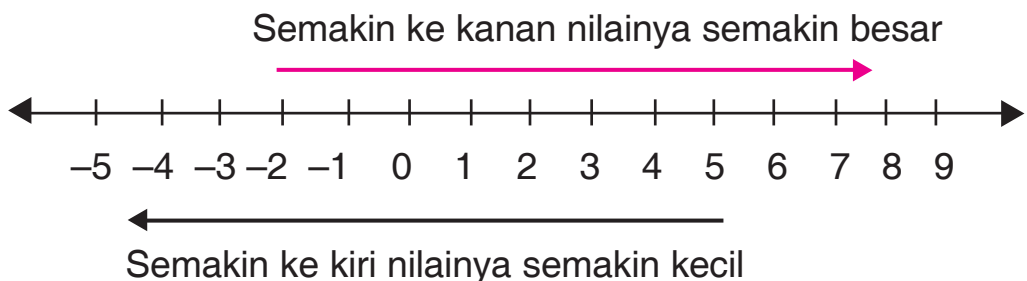 Semakin ke kanan nilainya semakin besar
–5 –4 –3 –2 –1 0 1 2 3 4 5 6 7 8 9
Semakin ke kiri nilainya semakin kecil